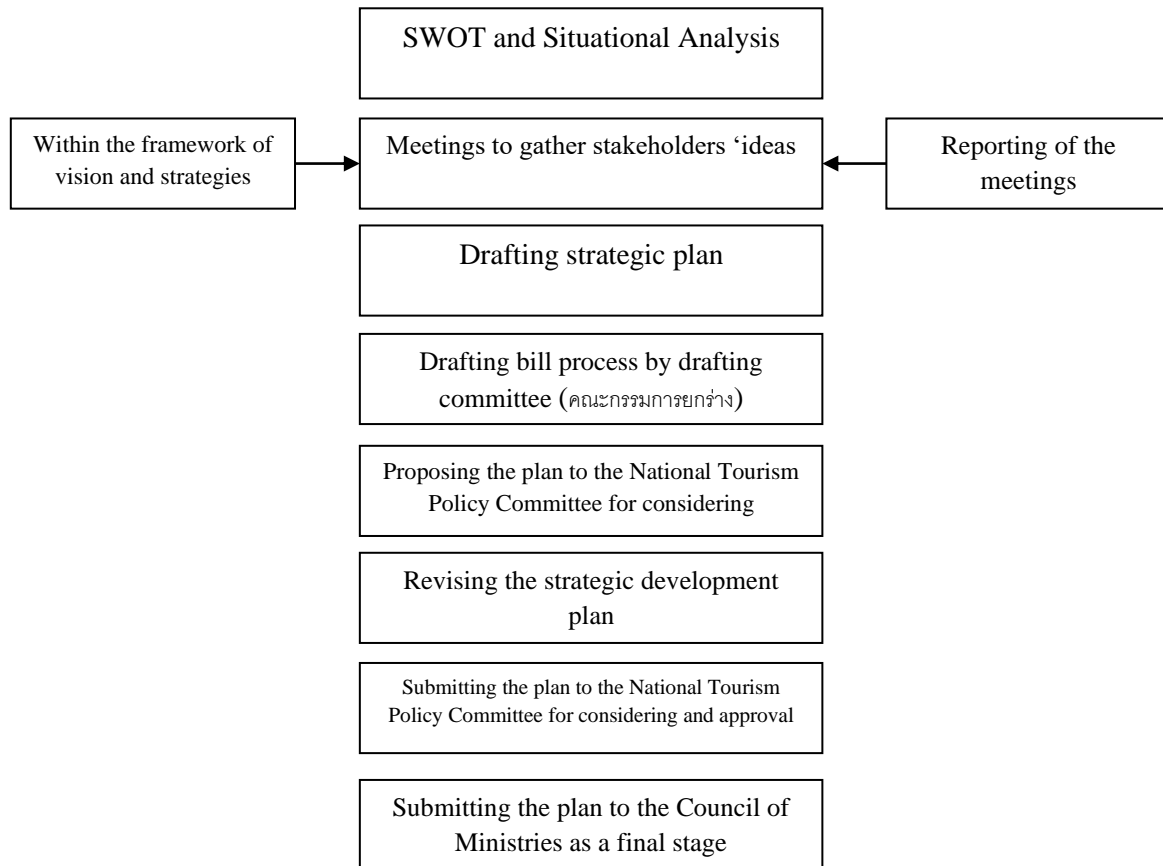 SWOT and Situational Analysis
Within the framework of
vision and strategies
Meetings to gather stakeholders ‘ideas
Reporting of the
meetings
Drafting strategic plan
Drafting bill process by drafting
committee (คณะกรรมการยกร่าง)
Proposing the plan to the National Tourism
Policy Committee for considering
Revising the strategic development
plan
Submitting the plan to the National Tourism
Policy Committee for considering and approval
Submitting the plan to the Council of
Ministries as a final stage